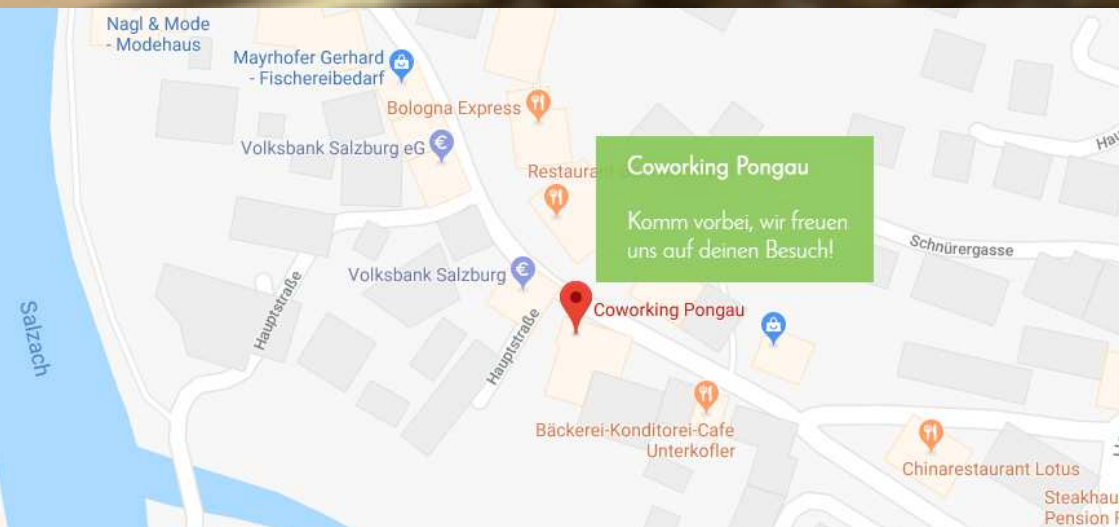 Nagl & Mode
- Modehaus
Mayrhofer Gerhard
- Fischereibedarf
Bologna Express
Volksbank Salzburg eG
Restaurant
Coworking Pongau
Komm vorbei, wir freuen
uns auf deinen Besuch!
Schnürergasse
Volksbank Salzburg
Hauptstraße
Hauptstraße
Salzach
Coworking Pongau
Bäckerei-Konditorei-Cafe
Unterkofler
Chinarestaurant Lotus